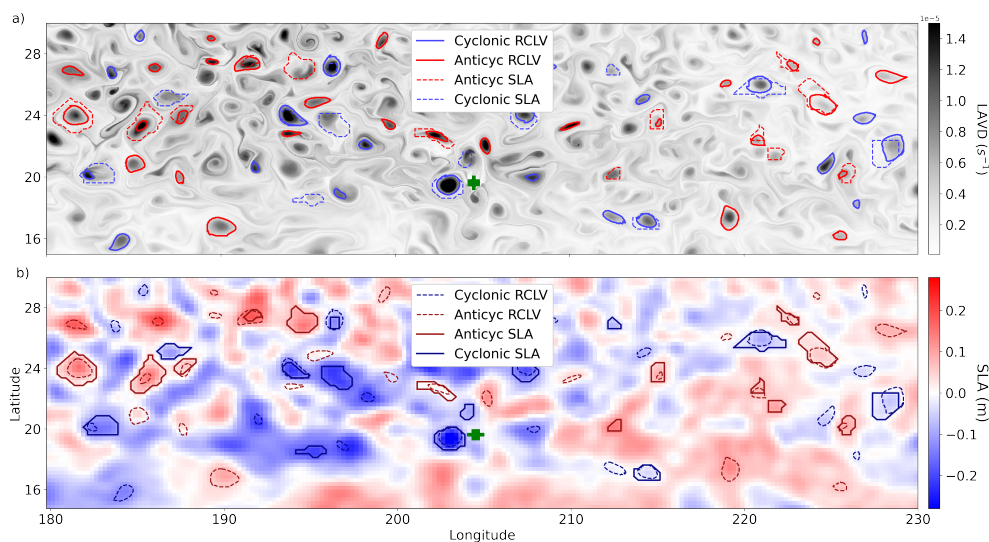 a)
1e−5
28
24
20
16
Cyclonic RCLV
Anticyc RCLV
Anticyc SLA
Cyclonic SLA
1.4
1.2
1.0
0.8
0.6
0.4
0.2
LAVD (s⁻¹)
b)
28
24
20
16
Latitude
Cyclonic RCLV
Anticyc RCLV
Anticyc SLA
Cyclonic SLA
0.2
0.1
0.0
−0.1
−0.2
SLA (m)
180
190
200
210
220
230
Longitude